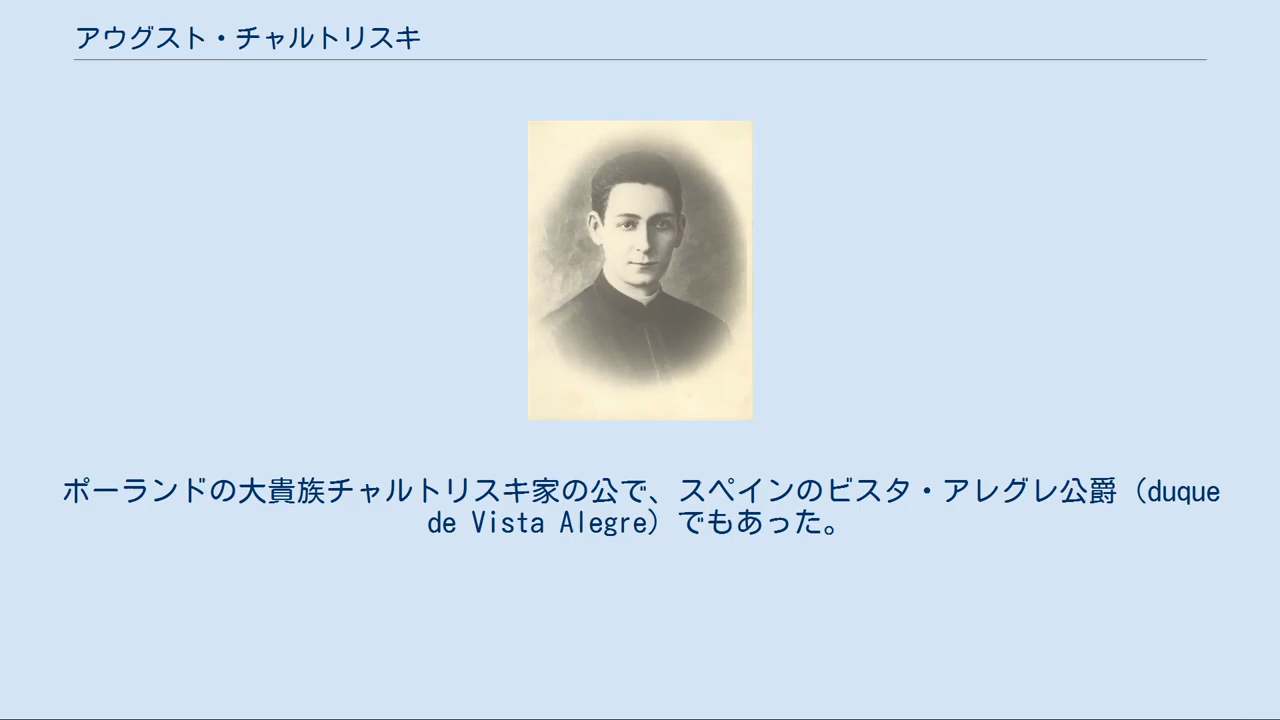 アウグスト・チャルトリスキ
ポーランドの大貴族チャルトリスキ家の公で、スペインのビスタ・アレグレ公爵（duque
de Vista Alegre）でもあった。